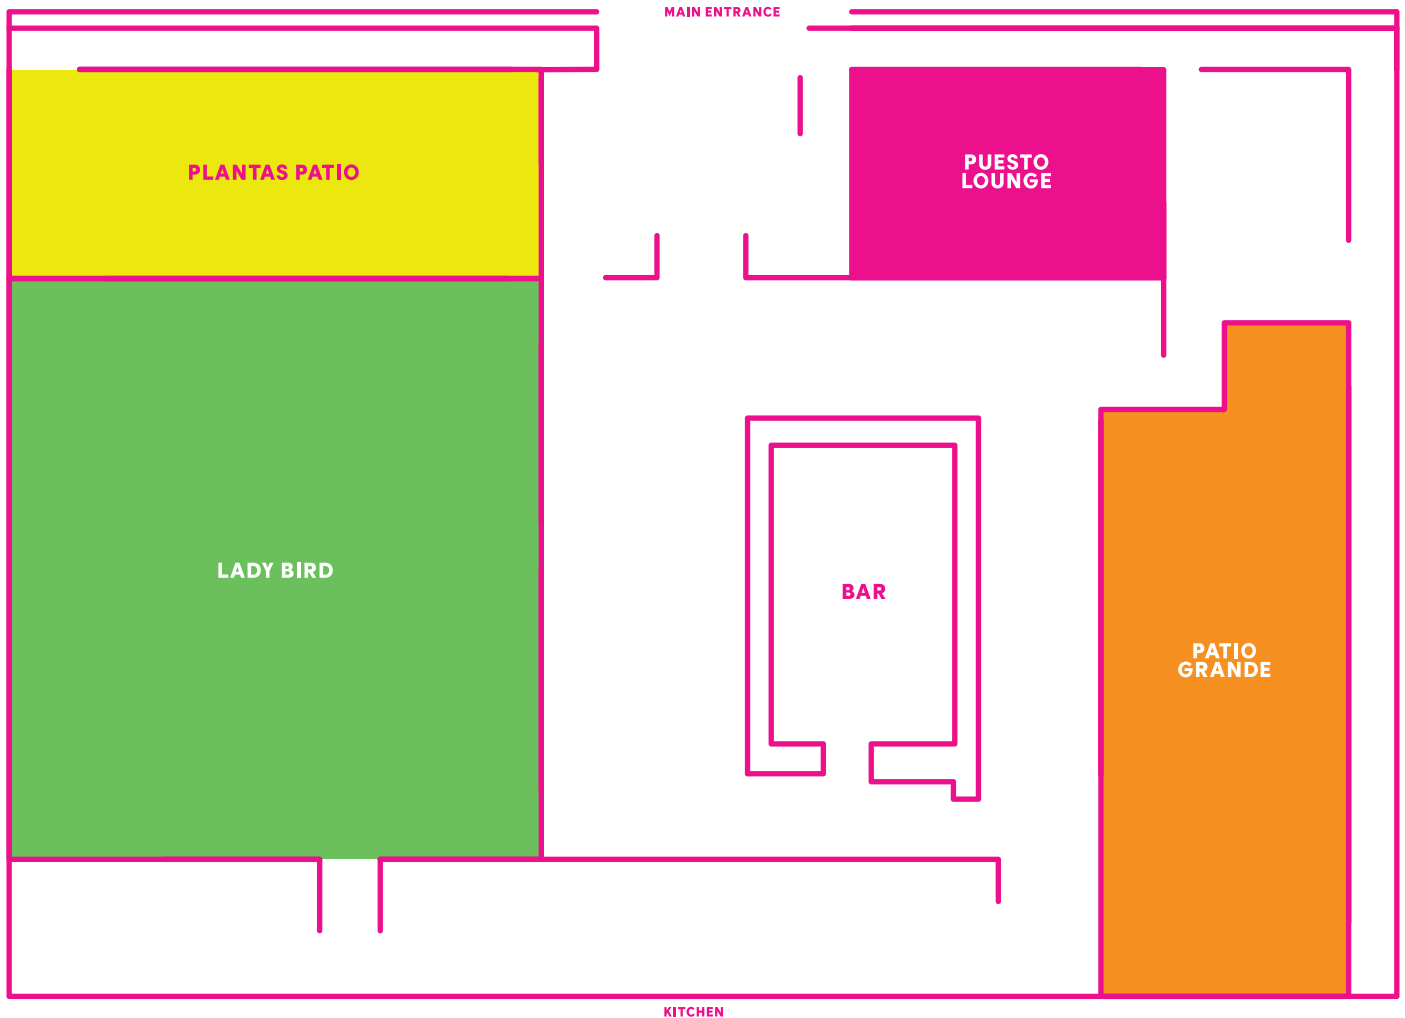 MAIN ENTRANCE
PLANTAS PATIO
PUESTO
LOUNGE
LADY BIRD
BAR
PATIO
GRANDE
KITCHEN